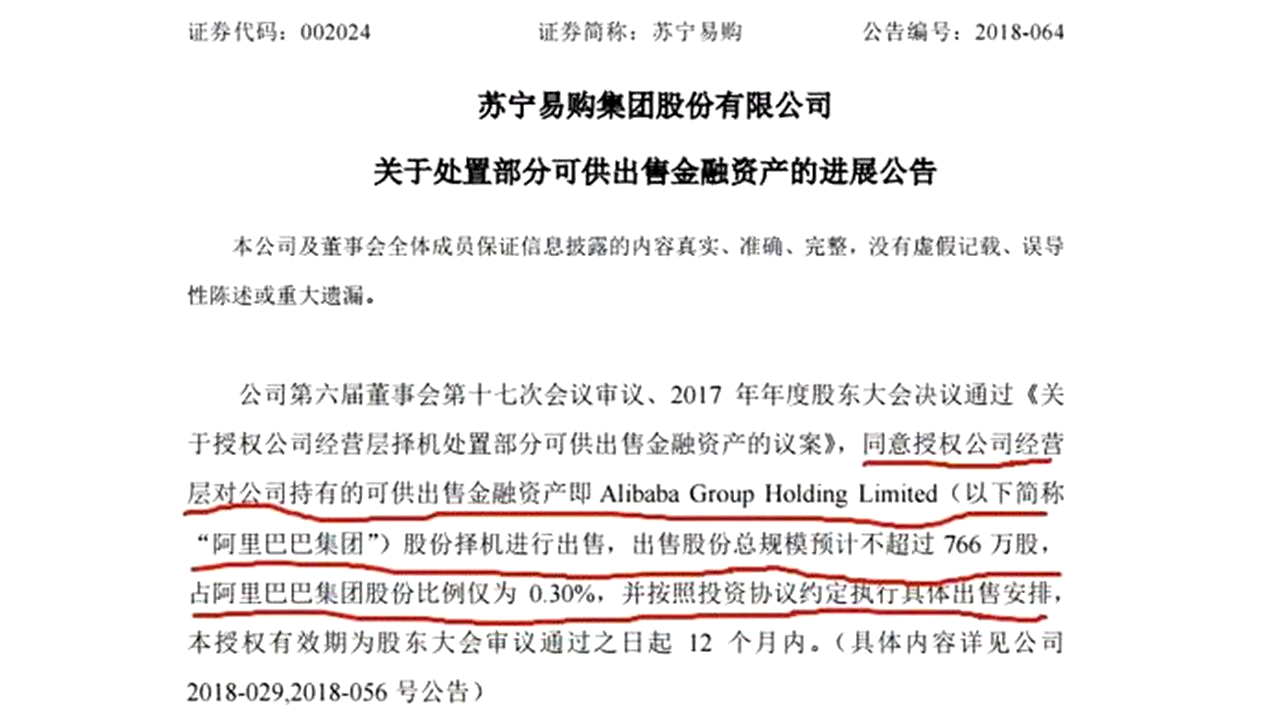 证券代码：002024 证券简称：苏宁易购 公告编号：2018-064
苏宁易购集团股份有限公司
关于处置部分可供出售金融资产的进展公告
本公司及董事会全体成员保证信息披露的内容真实、准确、完整，没有虚假记载、误导
性陈述或重大遗漏。
公司第六届董事会第十七次会议审议、2017 年年度股东大会决议通过《关
于授权公司经营层择机处置部分可供出售金融资产的议案》，同意授权公司经营
层对公司持有的可供出售金融资产即 Alibaba Group Holding Limited（以下简称
“阿里巴巴集团”）股份择机进行出售，出售股份总规模预计不超过 766 万股，
占阿里巴巴集团股份比例仅为 0.30%，并按照投资协议约定执行具体出售安排，
本授权有效期为股东大会审议通过之日起 12 个月内。（具体内容详见公司
2018-029,2018-056 号公告）